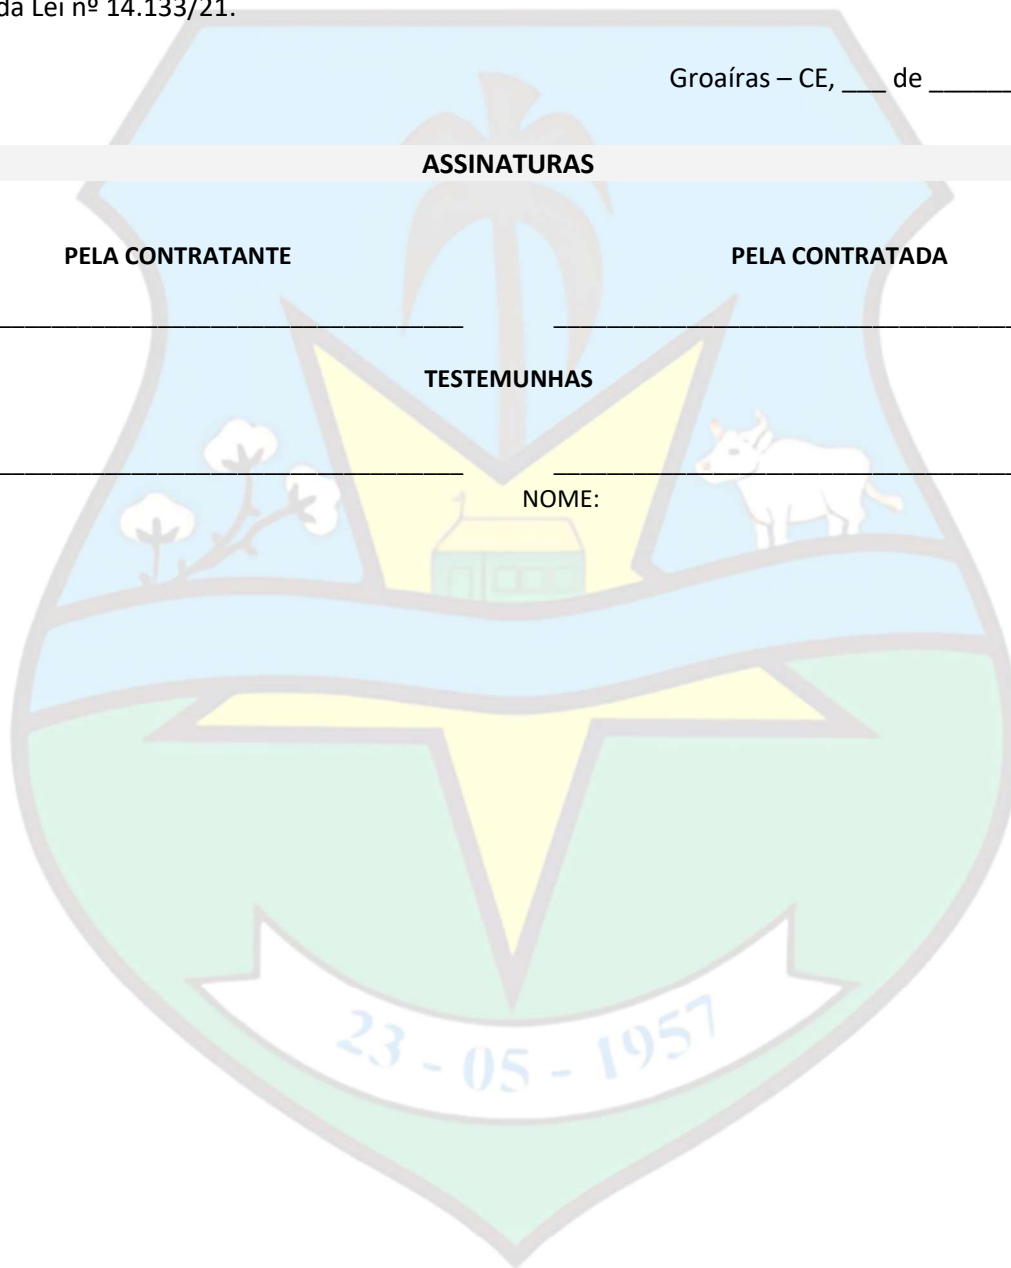 da Lei nº 14.133/21.
Groaíras – CE, ___ de ______
ASSINATURAS
PELA CONTRATANTE PELA CONTRATADA
TESTEMUNHAS
NOME:
23 - 05 - 1957